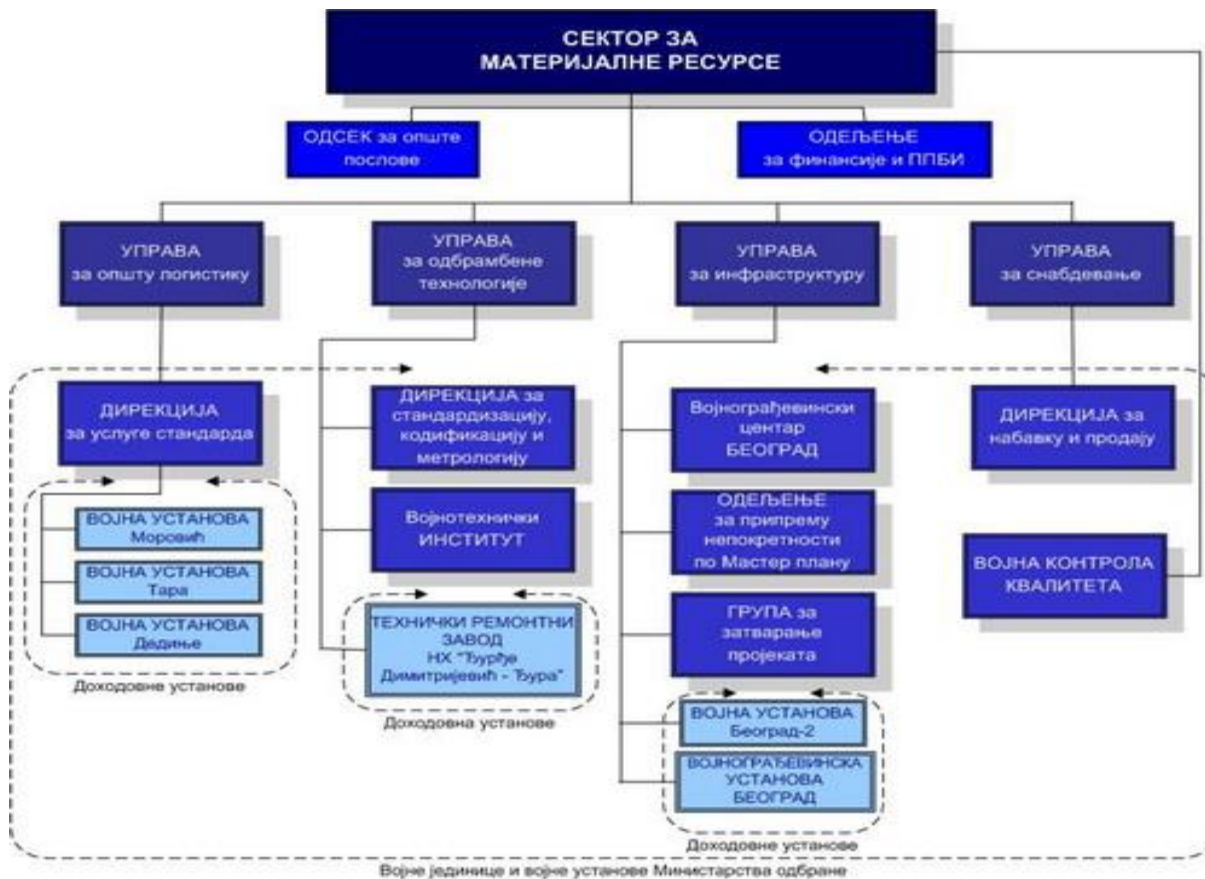 СЕКТОР ЗА
МАТЕРИЈАЛНЕ РЕСУРСЕ
ОДСЕК за опште
послове
ОДЕЉЕЊЕ
за финансије и ППБИ
УПРАВА
за општу логистику
УПРАВА
за одбрамбене
технологије
УПРАВА
за инфраструктуру
УПРАВА
за снабдевање
ДИРЕКЦИЈА
за услуге стандарда
ДИРЕКЦИЈА за
стандардизацију,
кодификацију и
метрологију
Војнограђевински
центар
БЕОГРАД
ДИРЕКЦИЈА за
набавку и продају
ВОЈНА УСТАНОВА
Моровић
ВОЈНА УСТАНОВА
Тара
ВОЈНА УСТАНОВА
Дедиње
Доходовне установе
Војнотехнички
ИНСТИТУТ
ТЕХНИЧКИ РЕМОНТНИ
ЗАВОД
НХ "Ђурђе
Димитријевић - Ђура"
Доходовна установе
ОДЕЉЕЊЕ
за припрему
непокретности
по Мастер плану
ГРУПА за
затварање
пројеката
ВОЈНА УСТАНОВА
Београд-2
ВОЈНОГРАЂЕВИНСКА
УСТАНОВА
БЕОГРАД
Доходовне установе
ВОЈНА КОНТРОЛА
КВАЛИТЕТА
Војне јединице и војне установе Министарства одбране